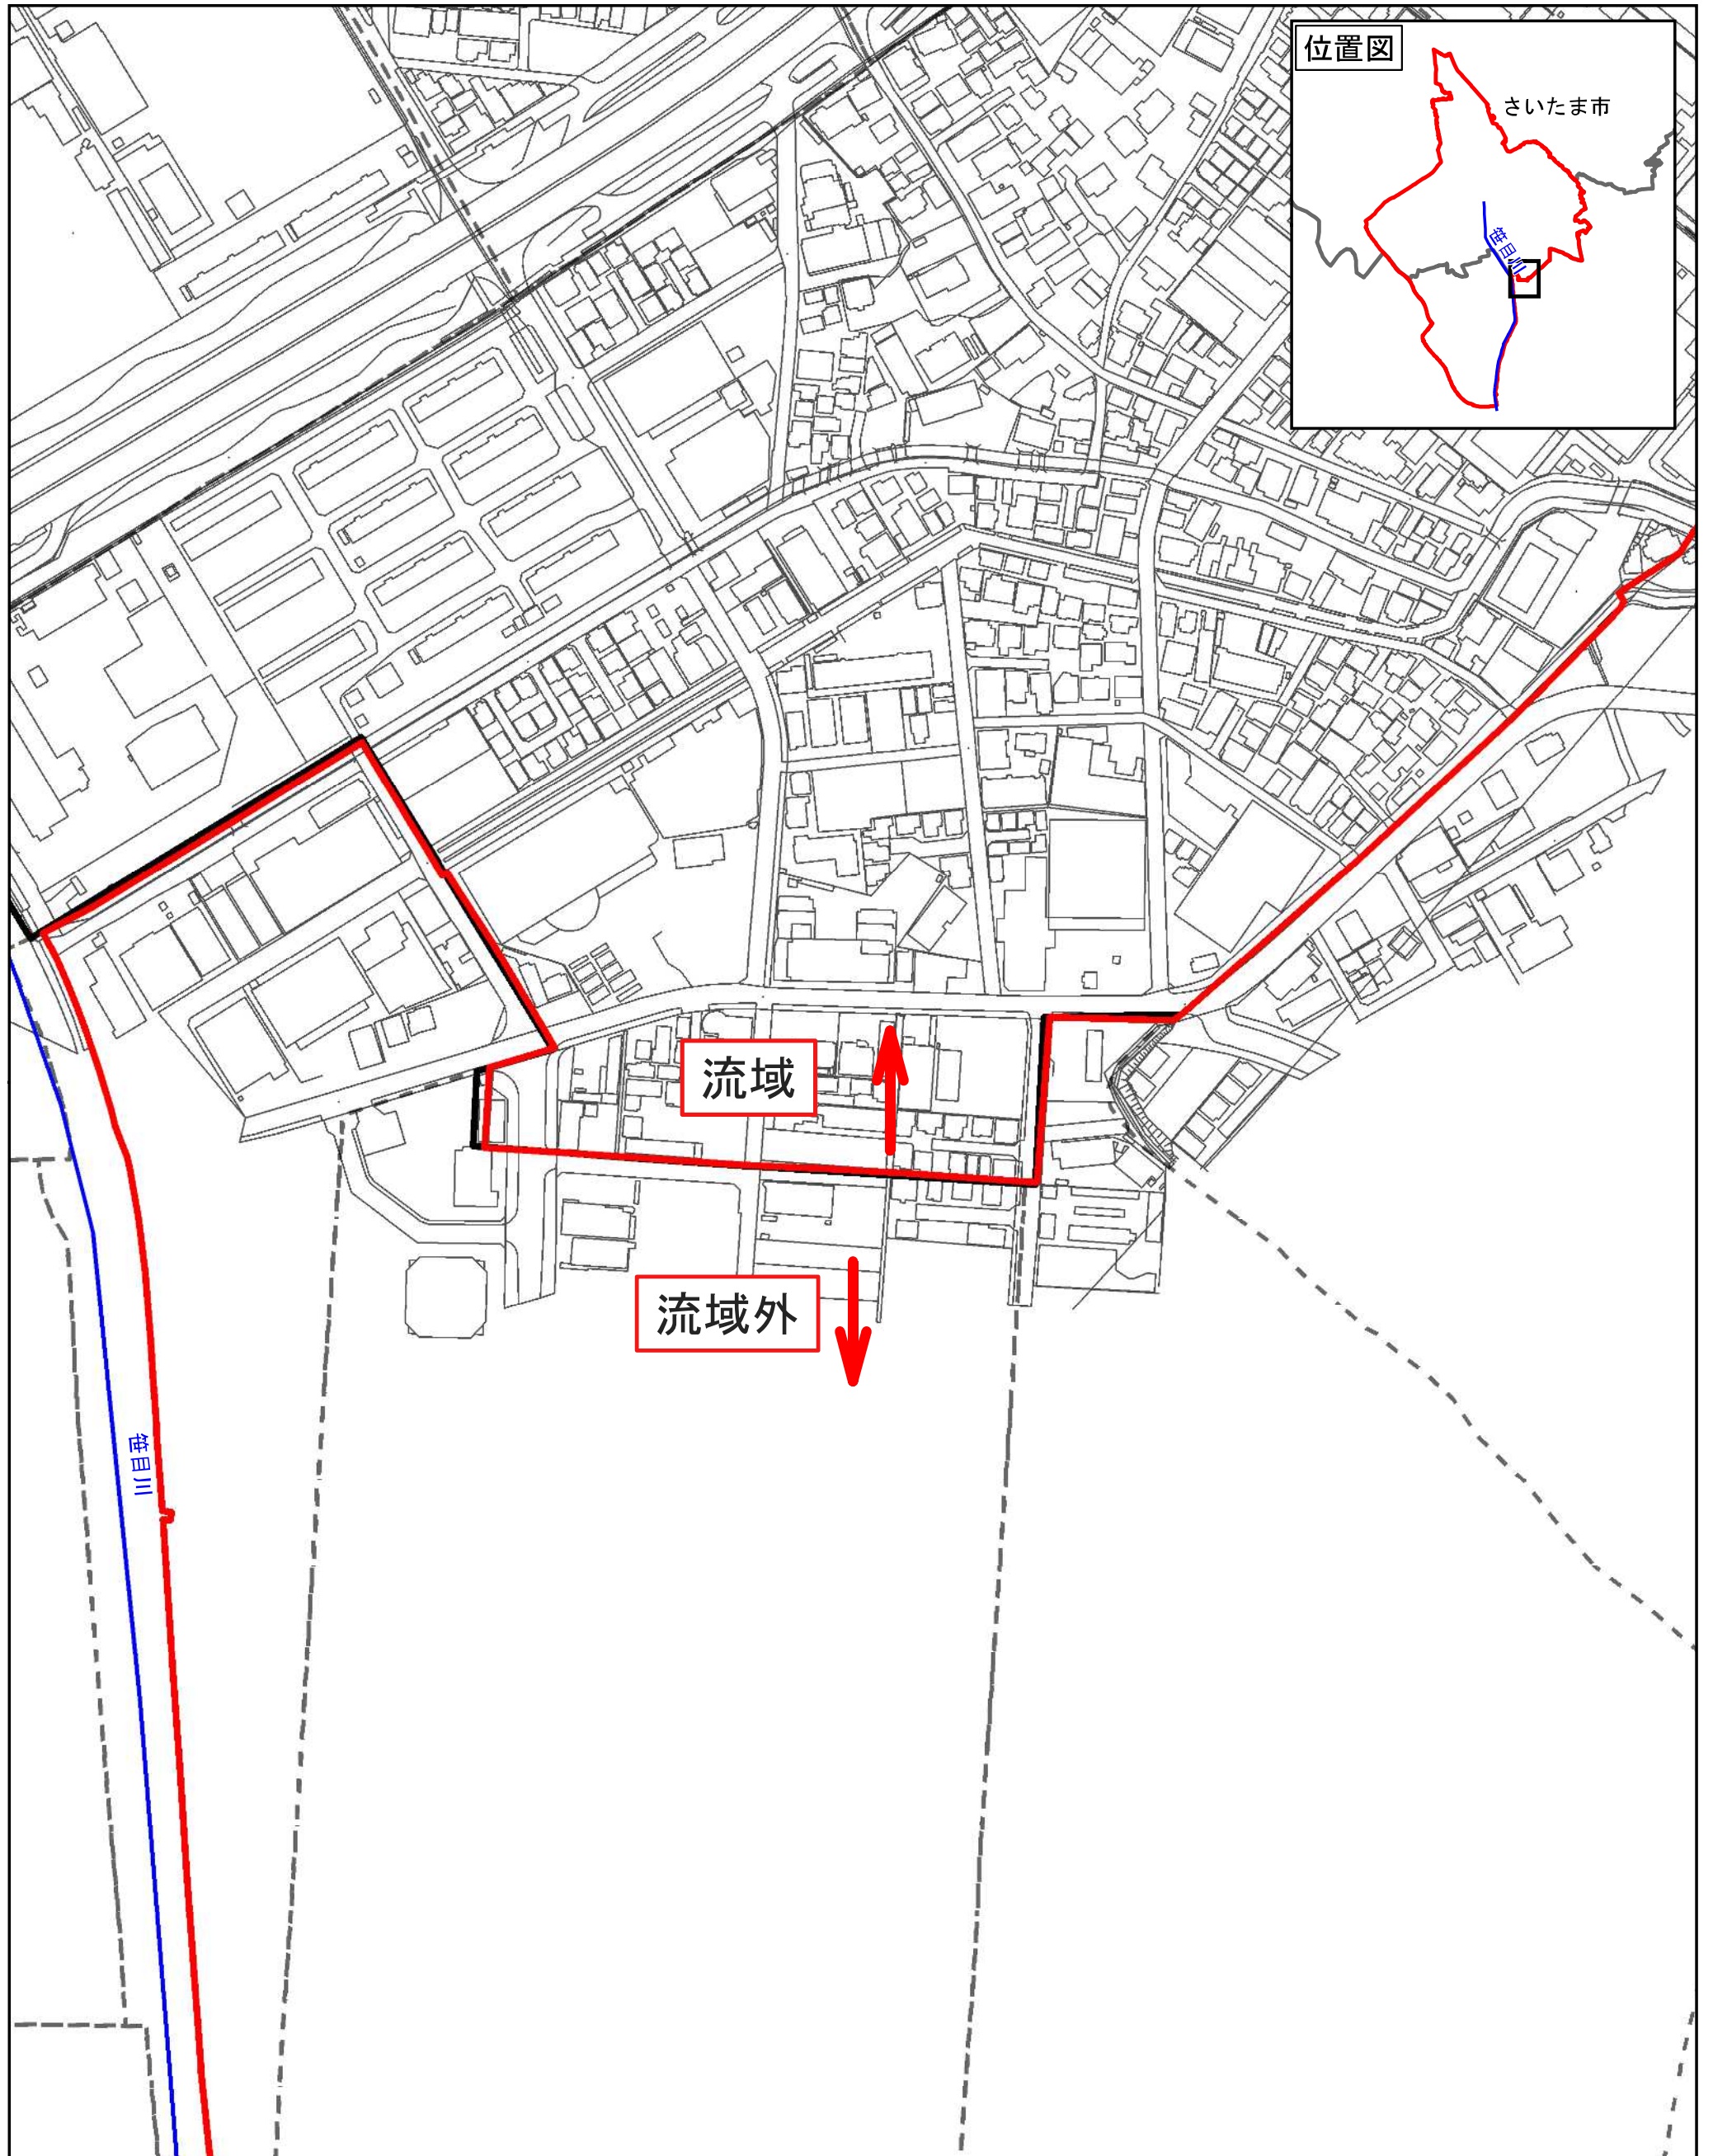 位置図
さいたま市
笹目川
流域
流域外
笹目川